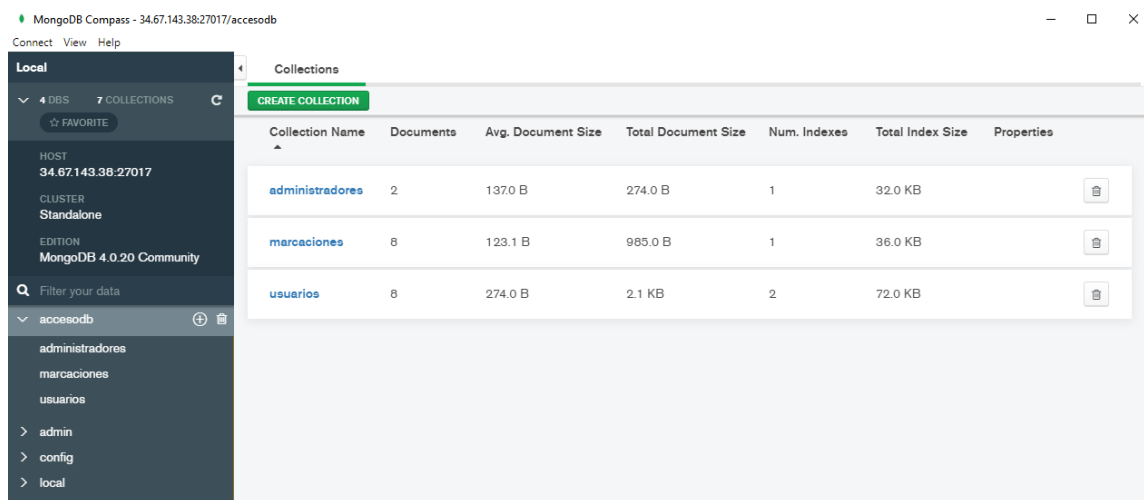 MongoDB Compass - 34.67.143.38:27017/accesodb
Connect View Help
Local
4 DBS 7 COLLECTIONS
☆ FAVORITE
HOST
34.67.143.38:27017
CLUSTER
Standalone
EDITION
MongoDB 4.0.20 Community
Filter your data
accesodb
administradores
marcaciones
usuarios
admin
config
local
Collections
CREATE COLLECTION
Collection Name Documents Avg. Document Size Total Document Size Num. Indexes Total Index Size Properties
administradores 2 137.0 B 274.0 B 1 32.0 KB
marcaciones 8 123.1 B 985.0 B 1 36.0 KB
usuarios 8 274.0 B 2.1 KB 2 72.0 KB